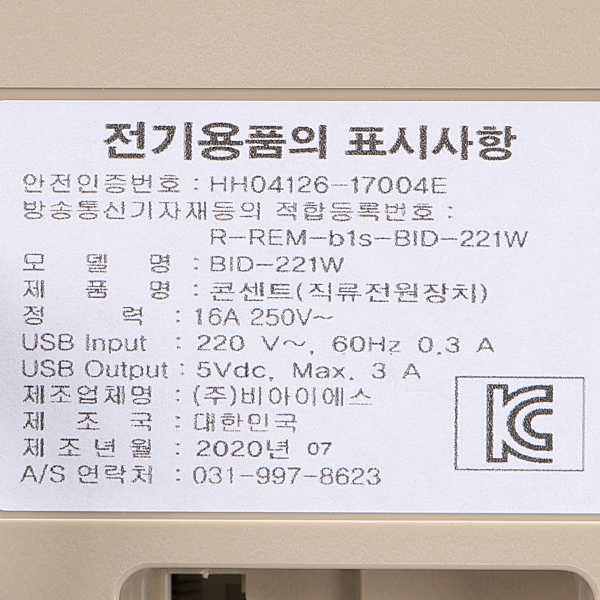 전기용품의 표시사항
안전인증번호 : HH04126-17004E
방송통신기자재등의 적합등록번호 :
R-REM-b1s-BID-221W
모 델 명 : BID-221W
제 품 명 : 콘센트(직류전원장치)
정 력 : 16A 250V~
USB Input : 220 V~, 60Hz 0.3 A
USB Output : 5Vdc, Max. 3 A
제조업체명 : (주)비아이에스
제 조 국 : 대한민국
제 조 년 월 : 2020년 07
A/S 연락처 : 031-997-8623
KC